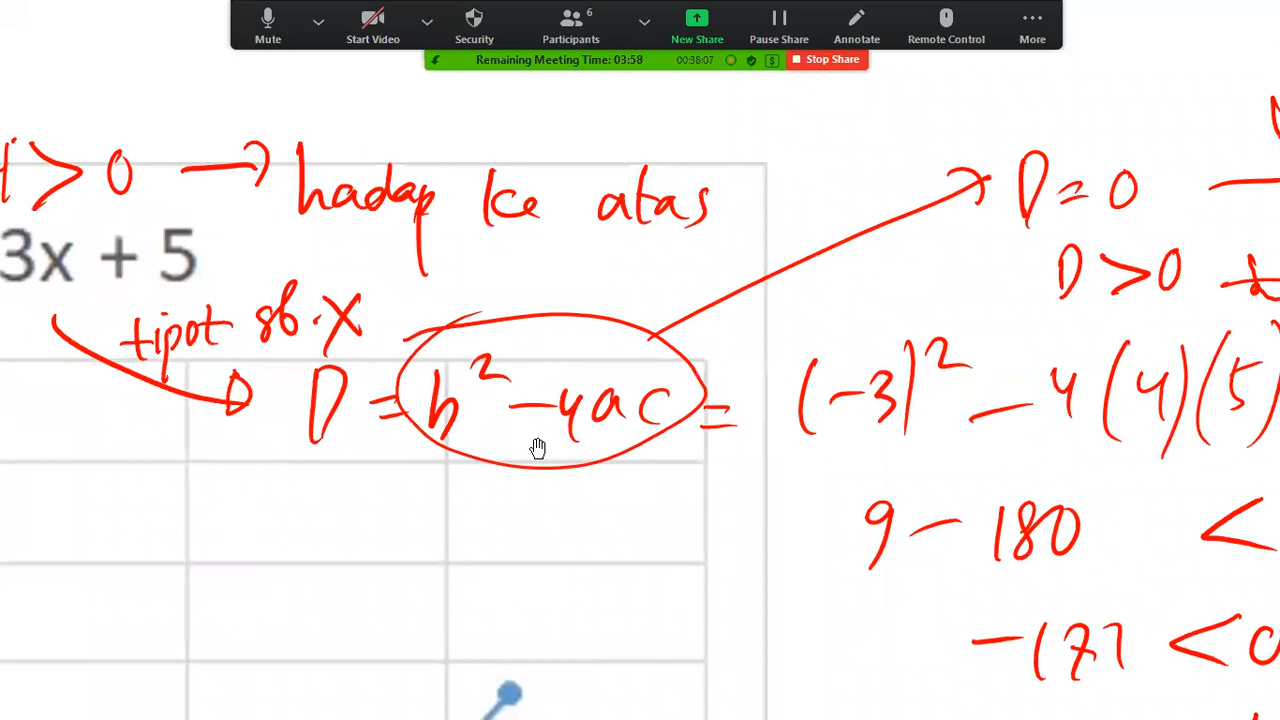 Mute
Start Video
Security
Participants
6
New Share
Pause Share
Annotate
Remote Control
More
Remaining Meeting Time: 03:58
00:38:07
Stop Share
> 0 → hadap ke atas
3x + 5
tipot sb.X
D = b² - 4ac = (-3)² - 4(4)(5)
D = 0
D > 0
9 - 180 <
-171 < 0